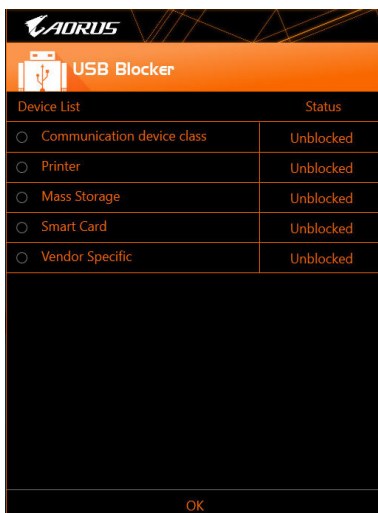 AORUS
USB Blocker
Device List Status
Communication device class Unblocked
Printer Unblocked
Mass Storage Unblocked
Smart Card Unblocked
Vendor Specific Unblocked
OK